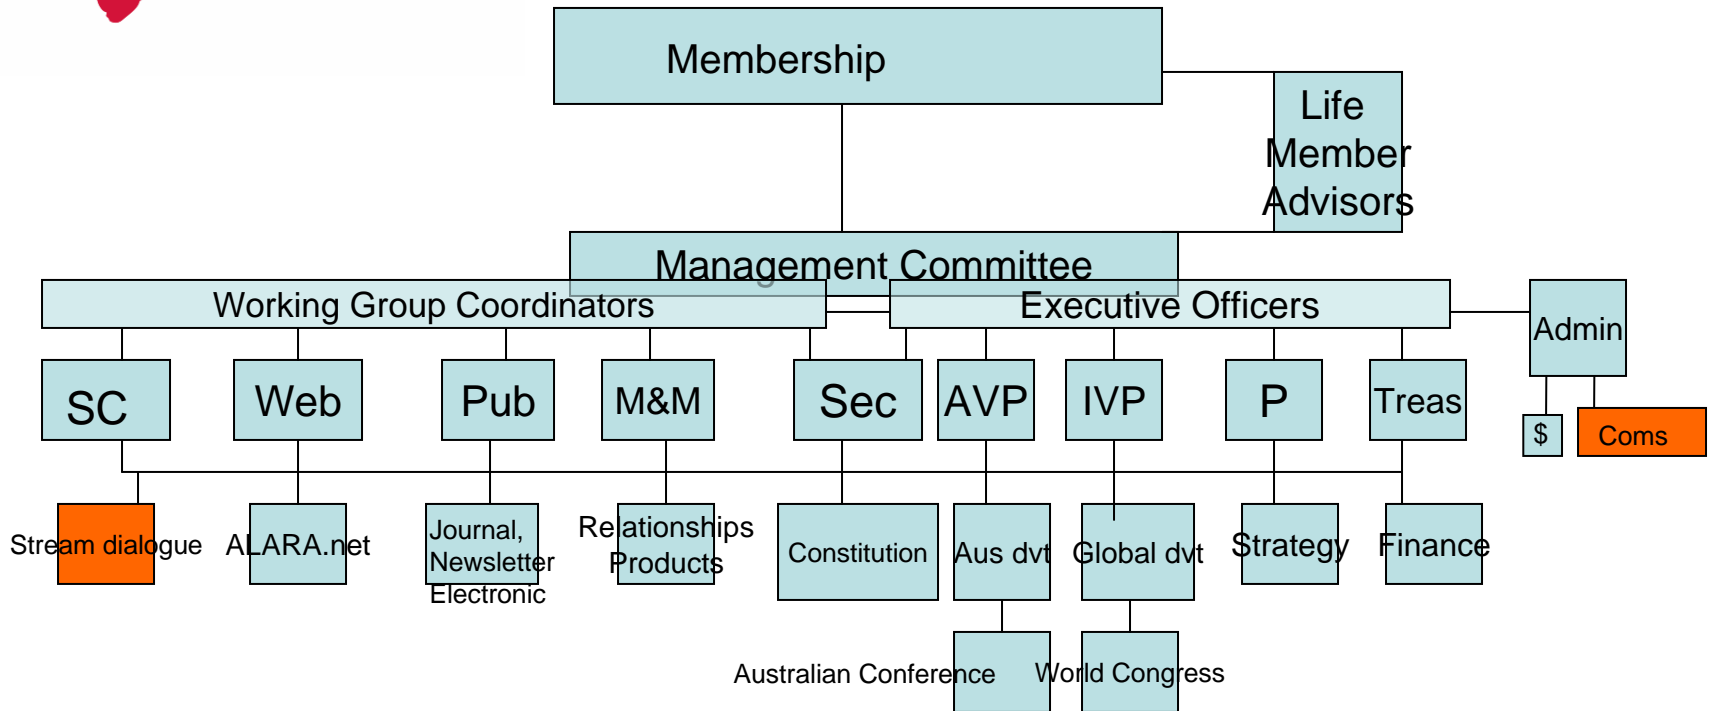 Membership
Life
Member
Advisors
Management Committee
Working Group Coordinators
Executive Officers
Admin
SC
Web
Pub
M&M
Sec
AVP
IVP
P
Treas
$
Coms
Stream dialogue
ALARA.net
Journal,
Newsletter
Electronic
Relationships
Products
Constitution
Aus dvt
Global dvt
Strategy
Finance
Australian Conference
World Congress